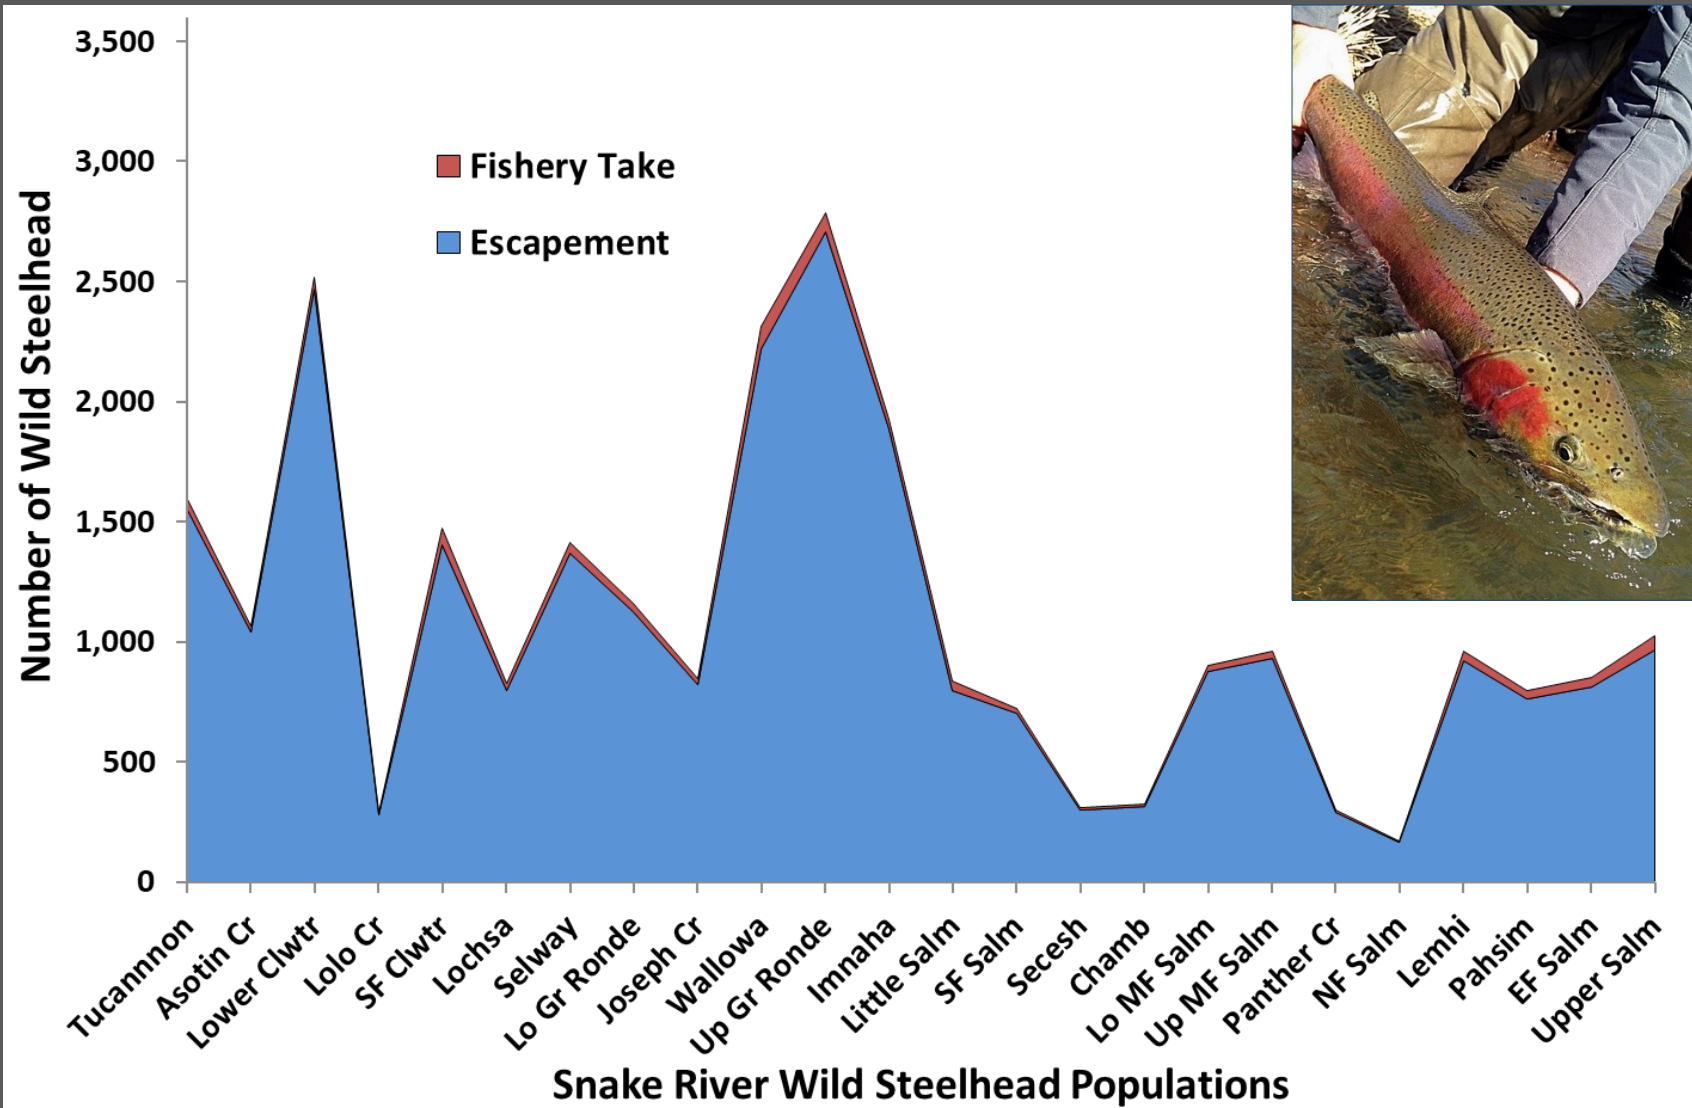 3,500
3,000
2,500
2,000
1,500
1,000
500
0
Number of Wild Steelhead
Fishery Take
Escapement
Tucannnon
Asotin Cr
Lower Clwtr
Lolo Cr
SF Clwtr
Lochsa
Selway
Lo Gr Ronde
Joseph Cr
Wallowa
Up Gr Ronde
Imnaha
Little Salm
SF Salm
Secesh
Chamb
Lo MF Salm
Up MF Salm
Panther Cr
NF Salm
Lemhi
Pahsim
EF Salm
Upper Salm
Snake River Wild Steelhead Populations